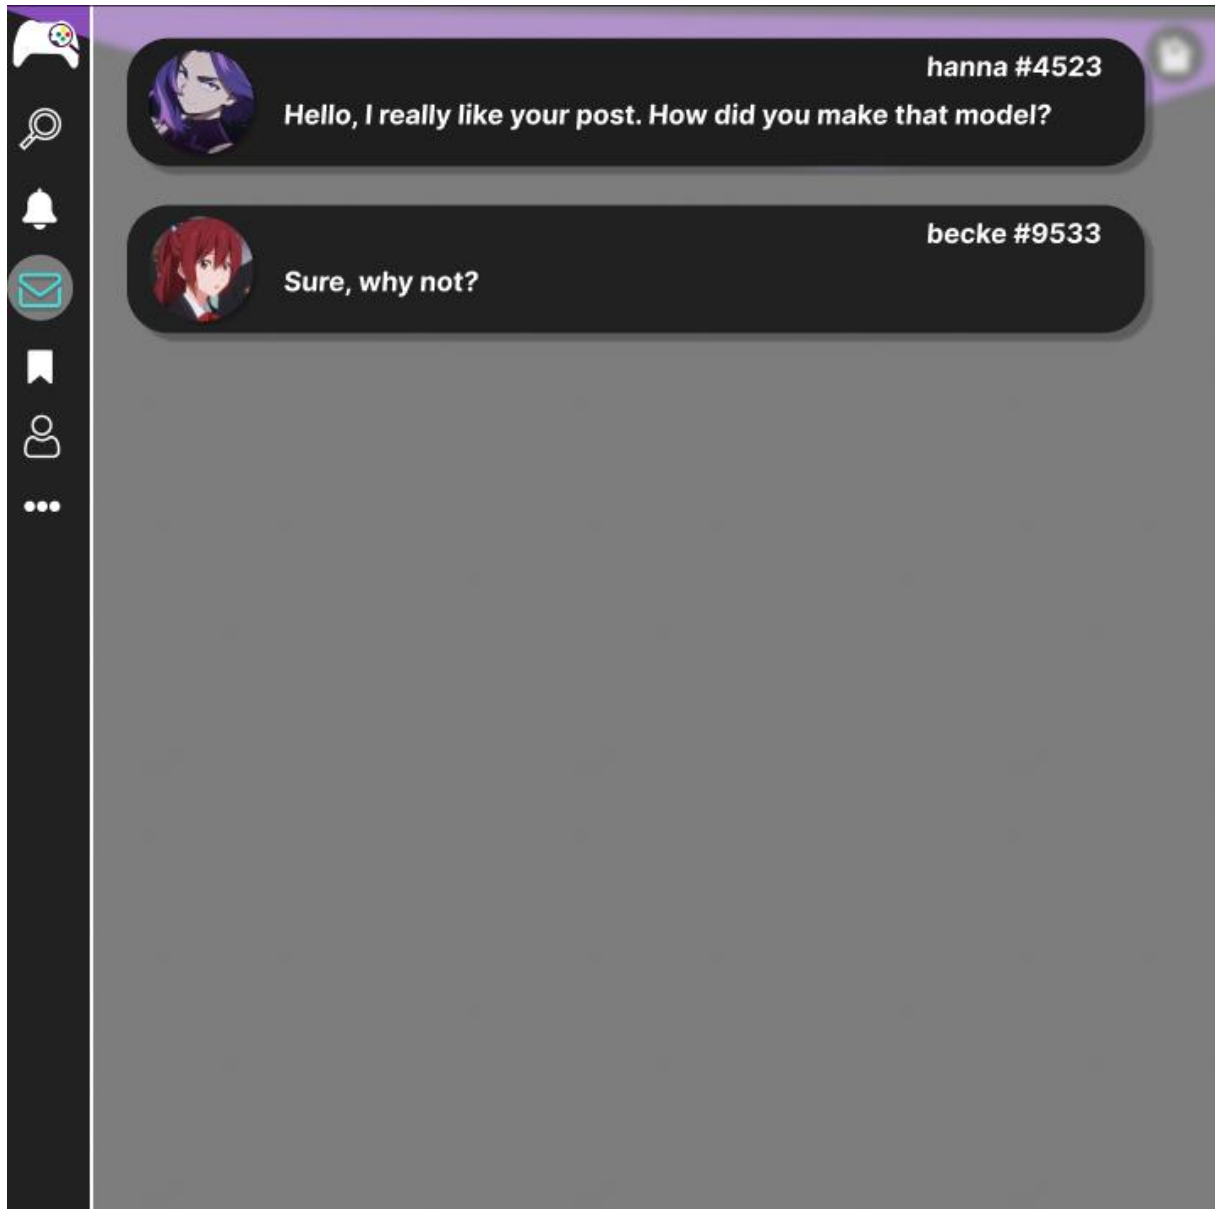 hanna #4523
Hello, I really like your post. How did you make that model?
becke #9533
Sure, why not?